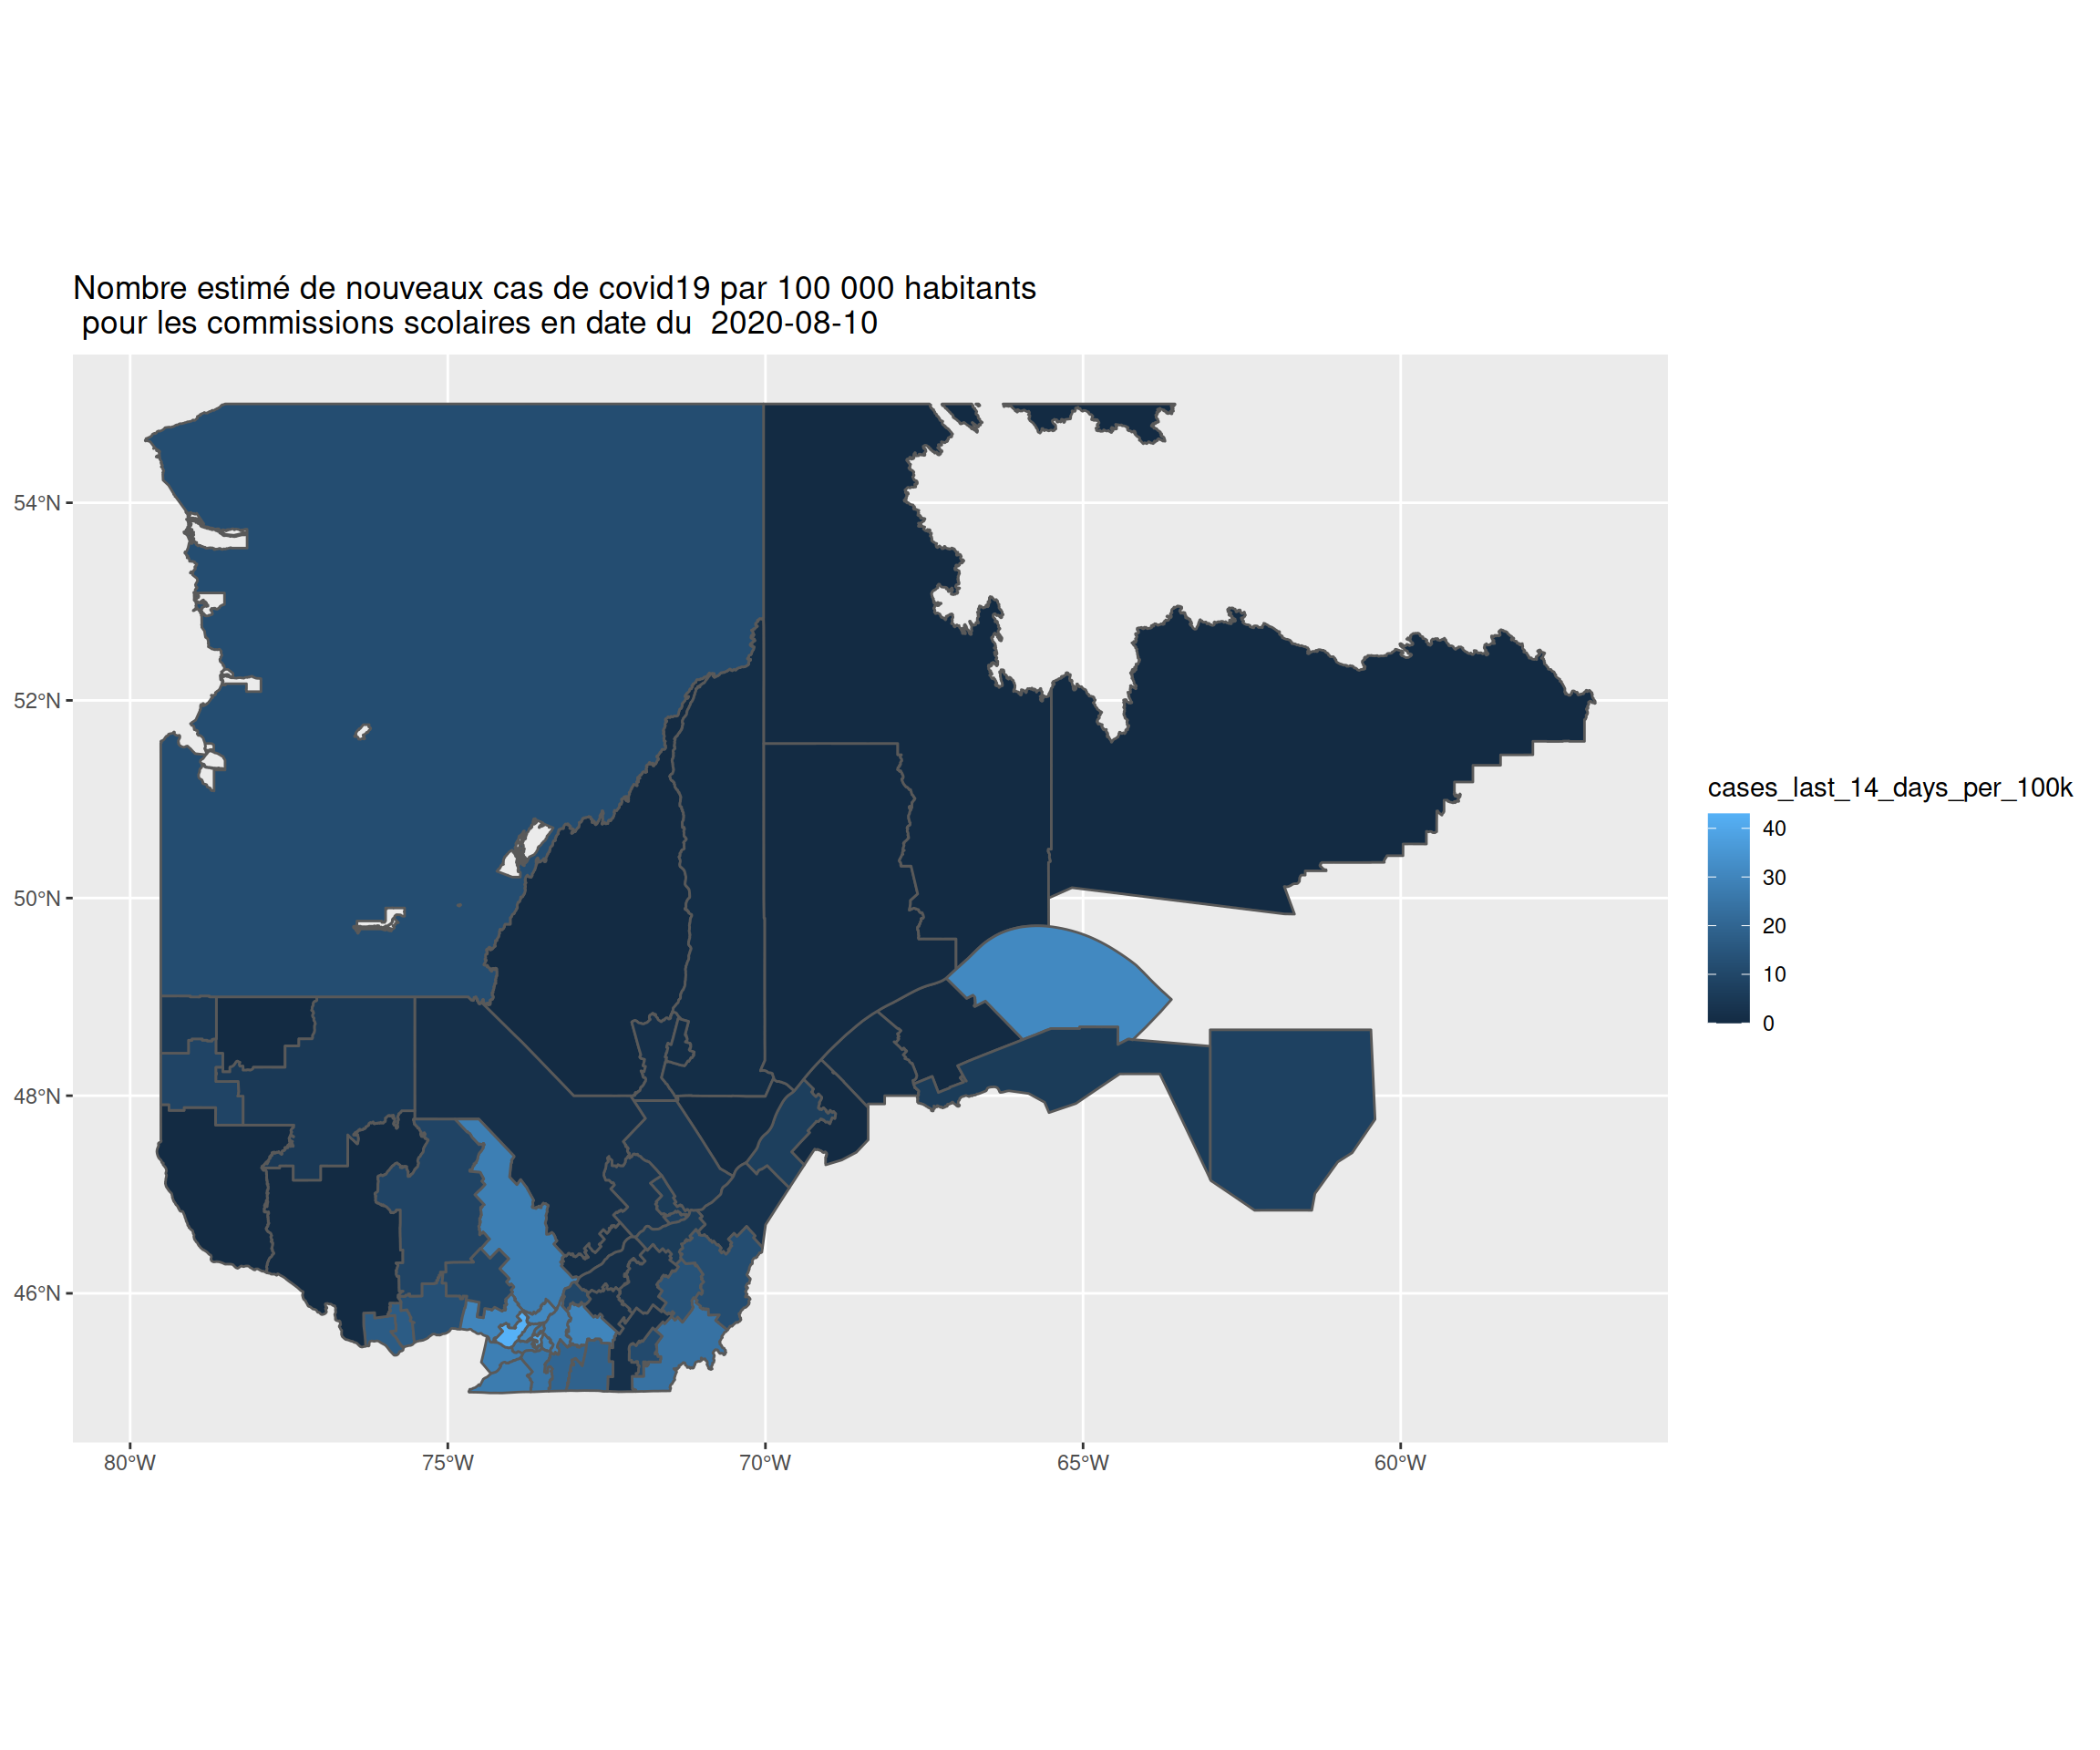 Nombre estimé de nouveaux cas de covid19 par 100 000 habitants
pour les commissions scolaires en date du  2020-08-10
54°N
52°N
50°N
48°N
46°N
80°W
75°W
70°W
65°W
60°W
cases_last_14_days_per_100k
40
30
20
10
0